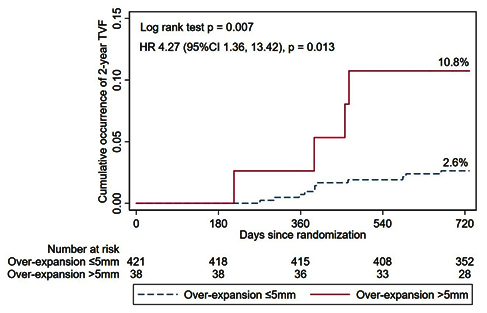 Cumulative occurrence of 2-year TVF
0.15
0.10
0.05
0.00
Log rank test p = 0.007
HR 4.27 (95%CI 1.36, 13.42), p = 0.013
10.8%
2.6%
0 180 360 540 720
Days since randomization
Number at risk
Over-expansion ≤5mm 421 418 415 408 352
Over-expansion >5mm 38 38 36 33 28
Over-expansion ≤5mm Over-expansion >5mm